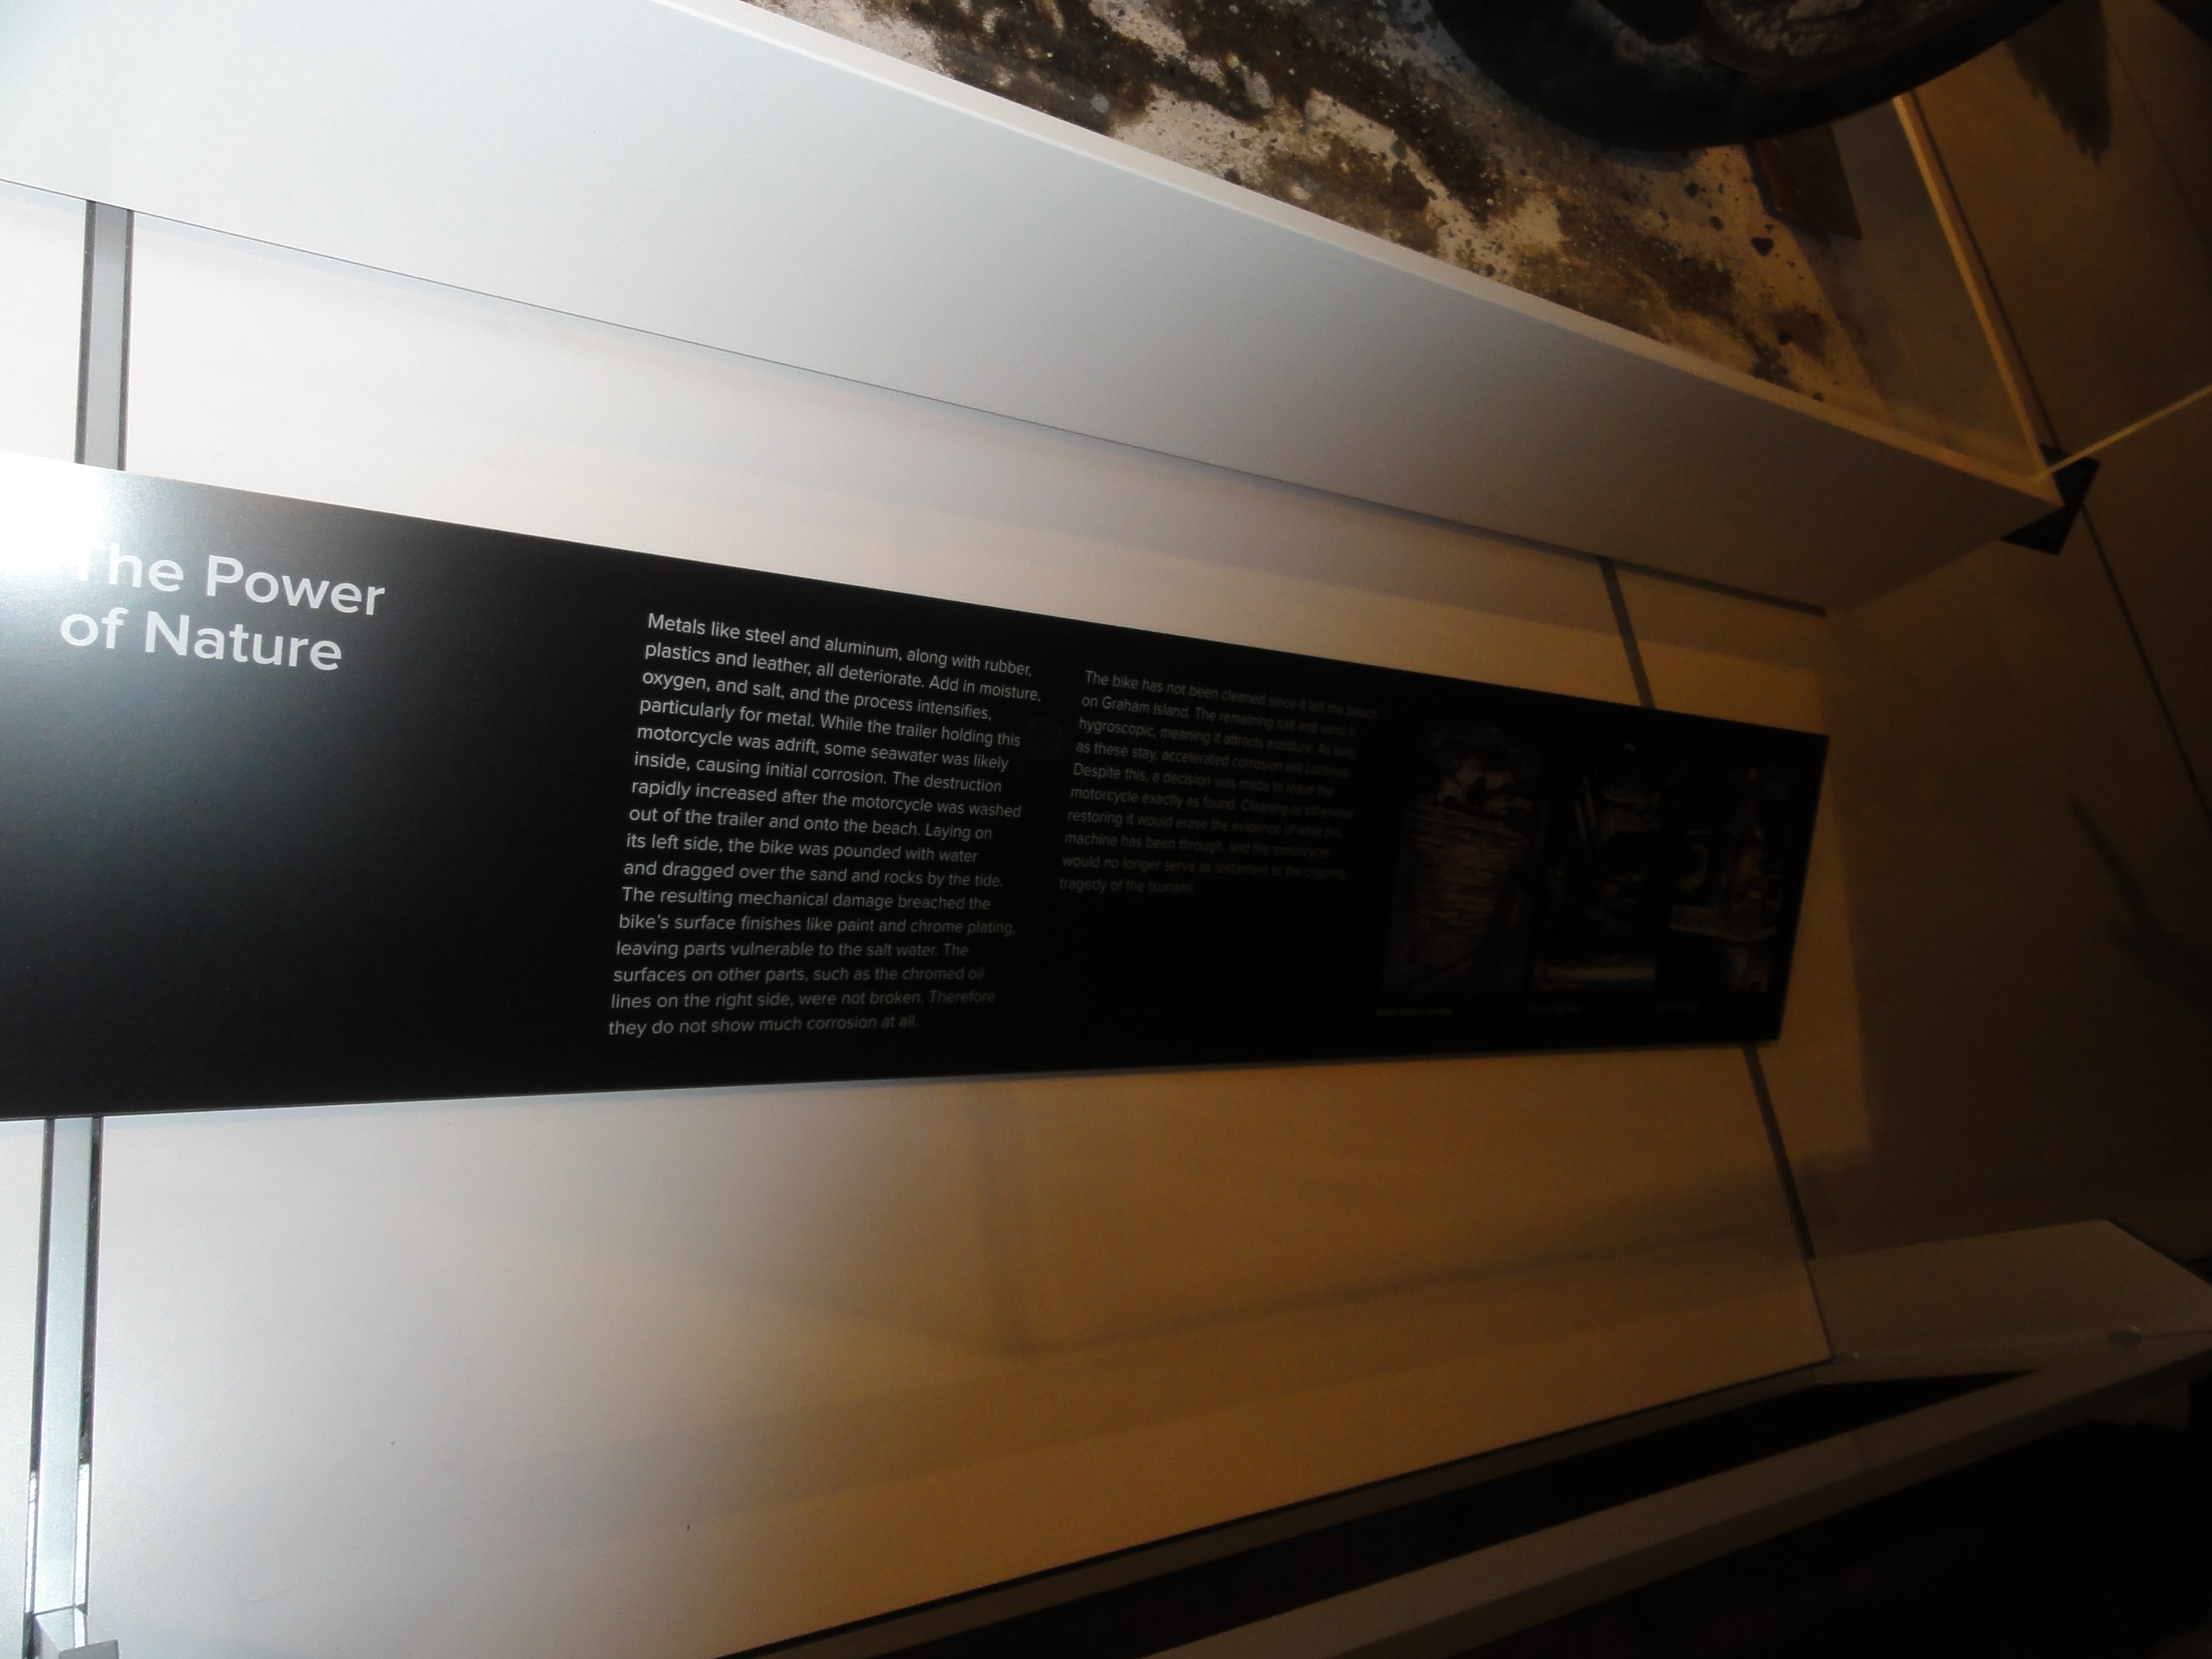 The Power
of Nature
Metals like steel and aluminum, along with rubber,
plastics and leather, all deteriorate. Add in moisture,
oxygen, and salt, and the process intensifies,
particularly for metal. While the trailer holding this
motorcycle was adrift, some seawater was likely
inside, causing initial corrosion. The destruction
rapidly increased after the motorcycle was washed
out of the trailer and onto the beach. Laying on
its left side, the bike was pounded with water
and dragged over the sand and rocks by the tide.
The resulting mechanical damage breached the
bike's surface finishes like paint and chrome plating,
leaving parts vulnerable to the salt water. The
surfaces on other parts, such as the chromed oil
lines on the right side, were not broken. Therefore
they do not show much corrosion at all.
The bike has not been cleaned since it left the beach
on Graham Island. The remaining salt and sand is
hygroscopic, meaning it attracts moisture. As long
as these stay, accelerated corrosion will continue.
Despite this, a decision was made to leave the
motorcycle exactly as found. Cleaning or otherwise
restoring it would erase the evidence of what this
machine has been through, and the motorcycle
would no longer serve as testament to the ongoing
tragedy of the tsunami.